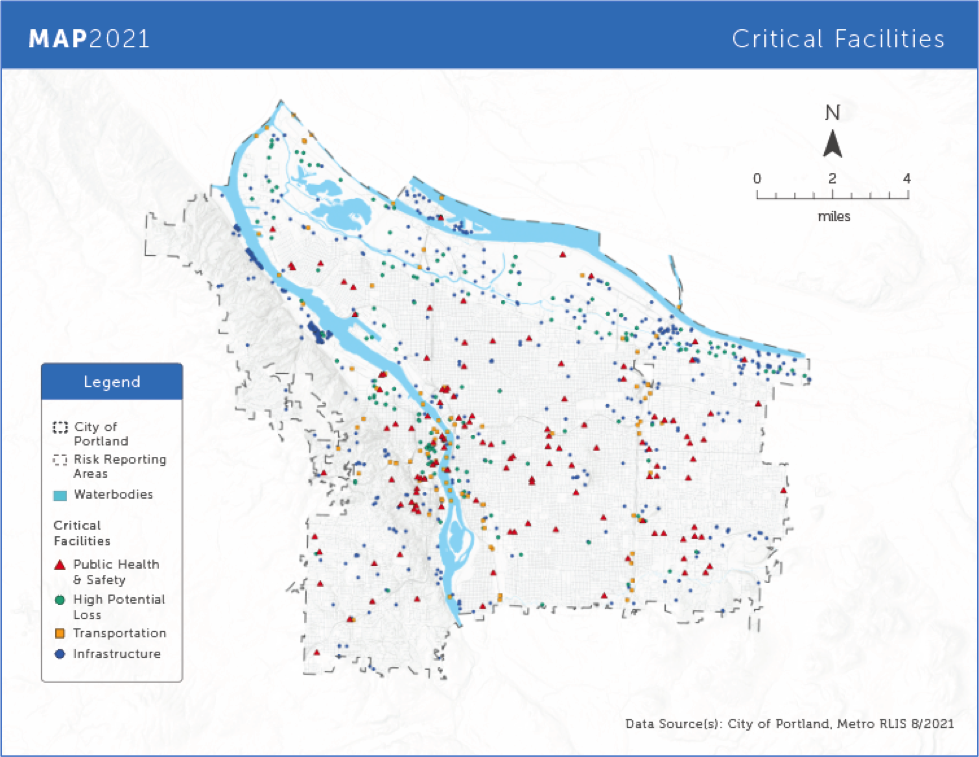 MAP2021
Critical Facilities
N
0 2 4
miles
Legend
City of
Portland
Risk Reporting
Areas
Waterbodies
Critical
Facilities
Public Health
& Safety
High Potential
Loss
Transportation
Infrastructure
Data Source(s): City of Portland, Metro RLIS 8/2021